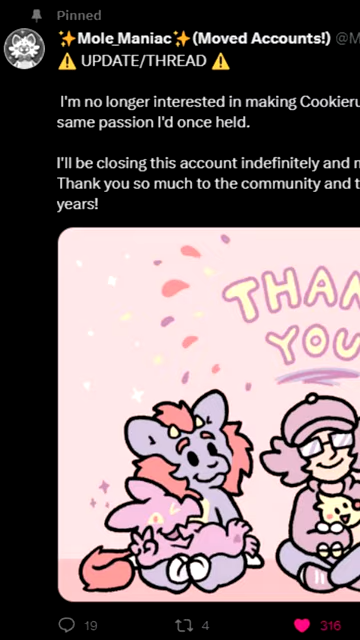 Pinned
✨Mole_Maniac✨(Moved Accounts!) @M
⚠️ UPDATE/THREAD ⚠️
I'm no longer interested in making Cookieru
same passion I'd once held.
I'll be closing this account indefinitely and m
Thank you so much to the community and t
years!
THAN
YOU
19 4 316